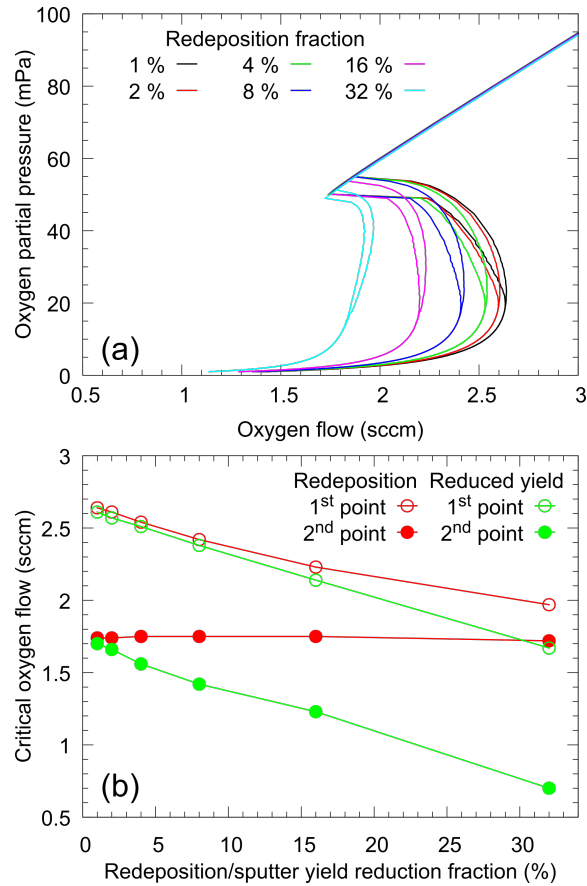 100
80
60
40
20
0
Oxygen partial pressure (mPa)
Redeposition fraction
1 % 4 % 16 %
2 % 8 % 32 %
(a)
0.5 1 1.5 2 2.5 3
Oxygen flow (sccm)
3
2.5
2
1.5
1
0.5
Critical oxygen flow (sccm)
Redeposition Reduced yield
1st point 1st point
2nd point 2nd point
(b)
0 5 10 15 20 25 30
Redeposition/sputter yield reduction fraction (%)